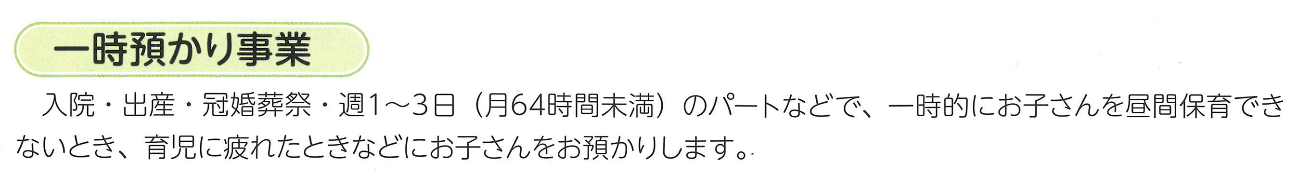 一時預かり事業
入院・出産・冠婚葬祭・週1～3日（月64時間未満）のパートなどで、一時的にお子さんを昼間保育でき
ないとき、育児に疲れたときなどにお子さんをお預かりします。